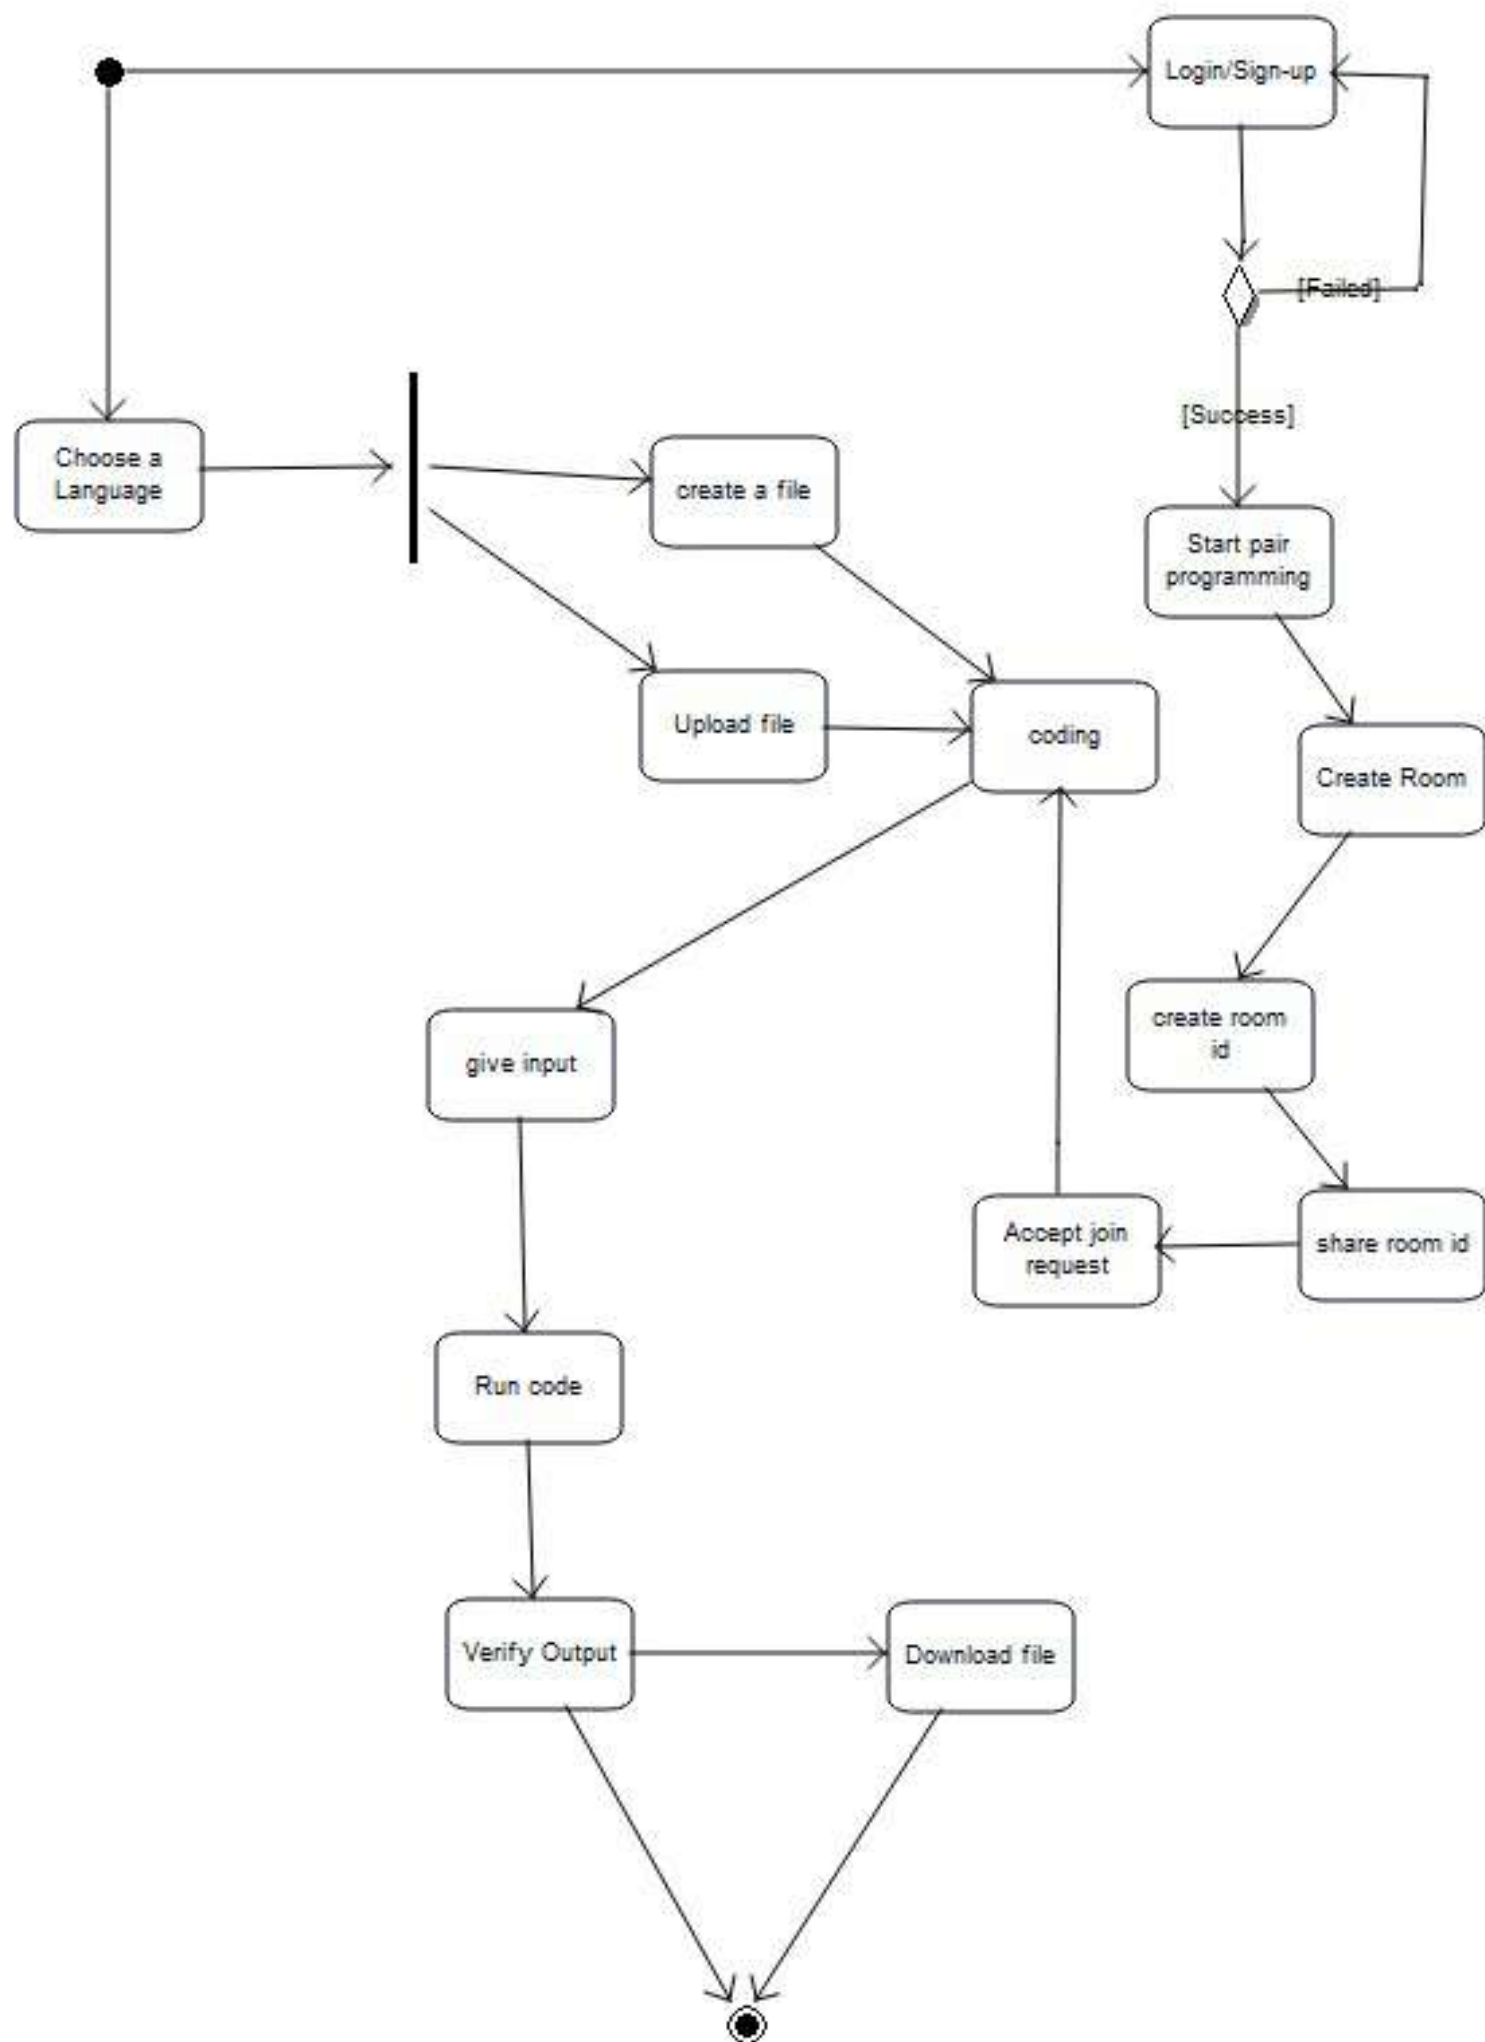 Login/Sign-up
[Failed]
[Success]
Choose a
Language
create a file
Start pair
programming
Upload file
coding
Create Room
create room
id
give input
Accept join
request
share room id
Run code
Verify Output
Download file